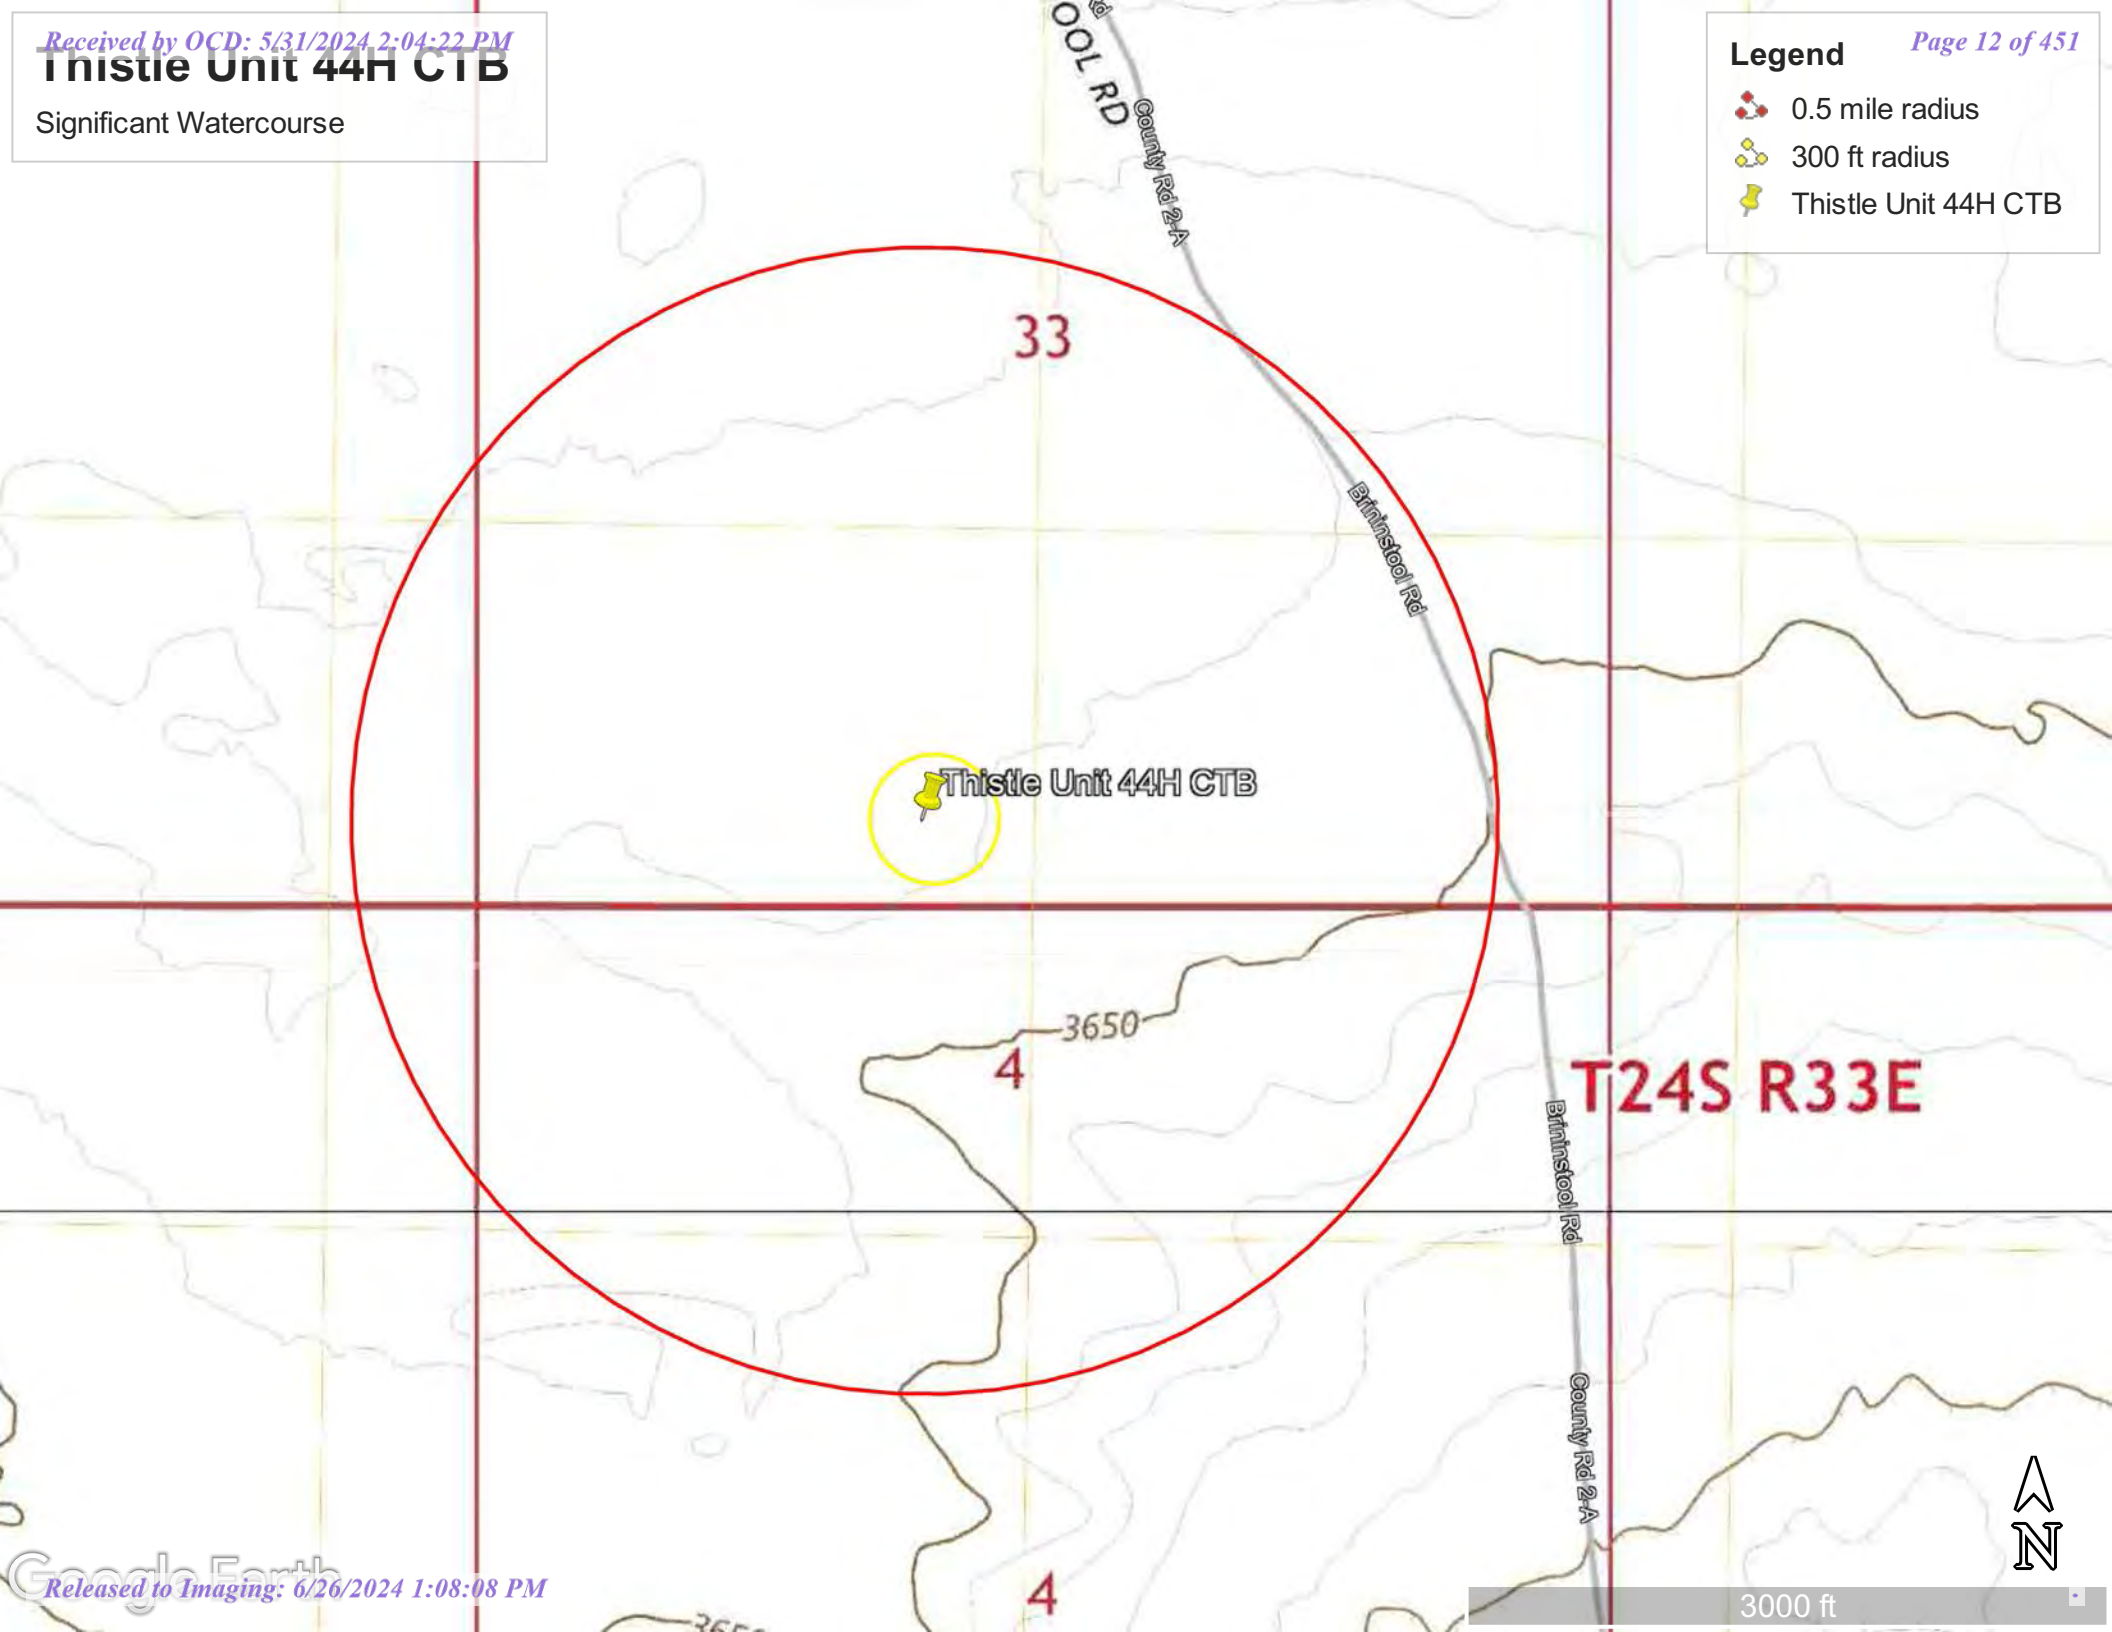 Received by OCD: 5/31/2024 2:04:22 PM
Thistle Unit 44H CTB
Significant Watercourse
Page 12 of 451
Legend
0.5 mile radius
300 ft radius
Thistle Unit 44H CTB
Rd
OOL RD
County Rd 2-A
33
Brininstool Rd
Thistle Unit 44H CTB
3650
4
T24S R33E
Brininstool Rd
County Rd 2-A
N
4
Google Earth
Released to Imaging: 6/26/2024 1:08:08 PM
3000 ft